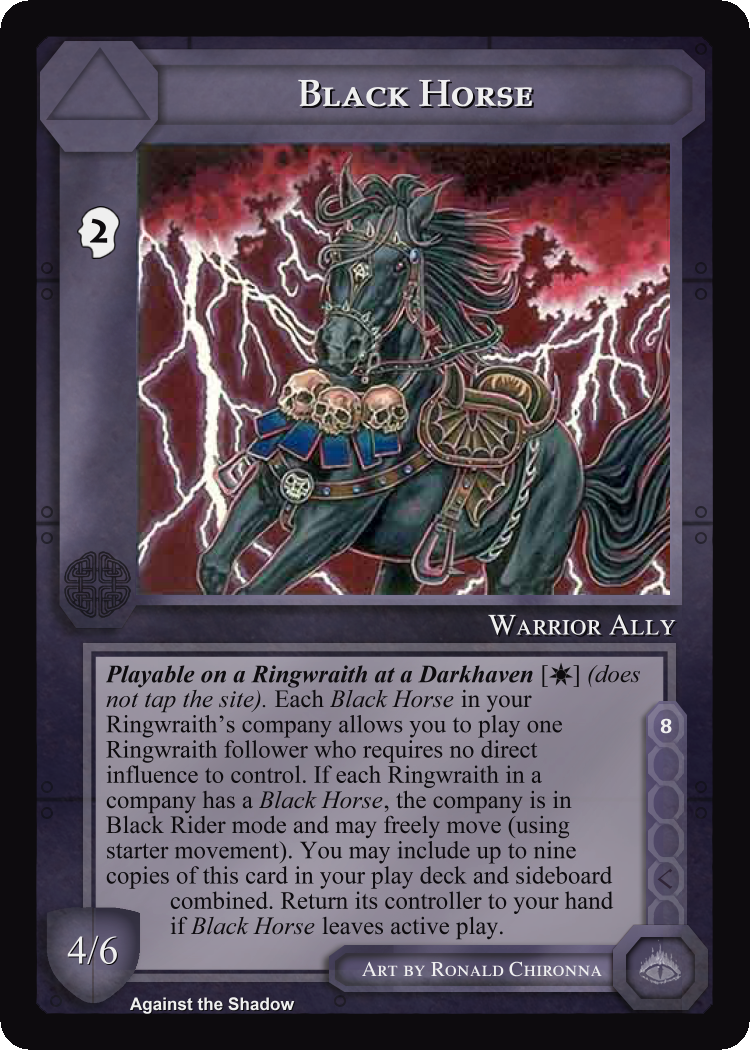 BLACK HORSE
2
WARRIOR ALLY
Playable on a Ringwraith at a Darkhaven [✷] (does
not tap the site). Each Black Horse in your
Ringwraith's company allows you to play one
Ringwraith follower who requires no direct
influence to control. If each Ringwraith in a
company has a Black Horse, the company is in
Black Rider mode and may freely move (using
starter movement). You may include up to nine
copies of this card in your play deck and sideboard
combined. Return its controller to your hand
if Black Horse leaves active play.
8
4/6
ART BY RONALD CHIRONNA
Against the Shadow